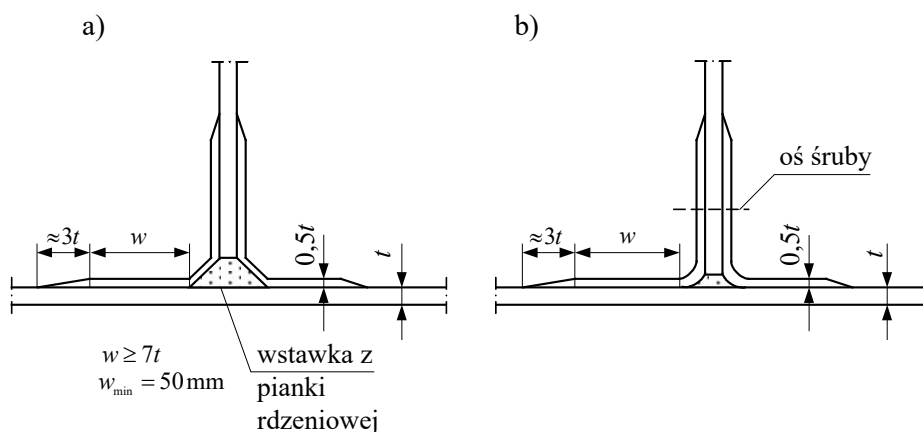 a)
b)
oś śruby
≈3t
w
0,5t
t
≈3t
w
0,5t
t
w ≥ 7t
w_min = 50 mm
wstawka z
pianki
rdzeniowej